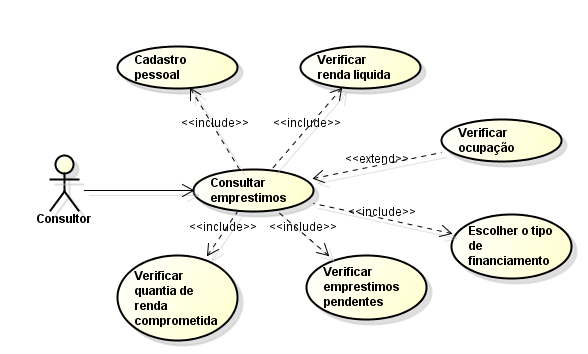 Cadastro
pessoal
Verificar
renda liquida
<<include>>
<<include>>
Verificar
ocupação
<<extend>>
Consultar
emprestimos
Consultor
<<include>>
<<include>>
<<include>>
Escolher o tipo
de
financiamento
Verificar
quantia de
renda
comprometida
Verificar
emprestimos
pendentes